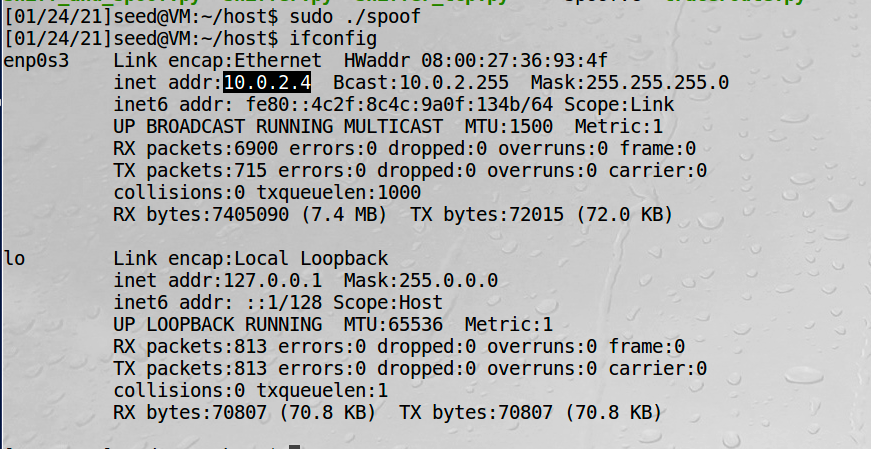 [01/24/21]seed@VM:~/host$ sudo ./spoof
[01/24/21]seed@VM:~/host$ ifconfig
enp0s3    Link encap:Ethernet  HWaddr 08:00:27:36:93:4f
          inet addr:10.0.2.4  Bcast:10.0.2.255  Mask:255.255.255.0
          inet6 addr: fe80::4c2f:8c4c:9a0f:134b/64 Scope:Link
          UP BROADCAST RUNNING MULTICAST  MTU:1500  Metric:1
          RX packets:6900 errors:0 dropped:0 overruns:0 frame:0
          TX packets:715 errors:0 dropped:0 overruns:0 carrier:0
          collisions:0 txqueuelen:1000
          RX bytes:7405090 (7.4 MB)  TX bytes:72015 (72.0 KB)
lo        Link encap:Local Loopback
          inet addr:127.0.0.1  Mask:255.0.0.0
          inet6 addr: ::1/128 Scope:Host
          UP LOOPBACK RUNNING  MTU:65536  Metric:1
          RX packets:813 errors:0 dropped:0 overruns:0 frame:0
          TX packets:813 errors:0 dropped:0 overruns:0 carrier:0
          collisions:0 txqueuelen:1
          RX bytes:70807 (70.8 KB)  TX bytes:70807 (70.8 KB)